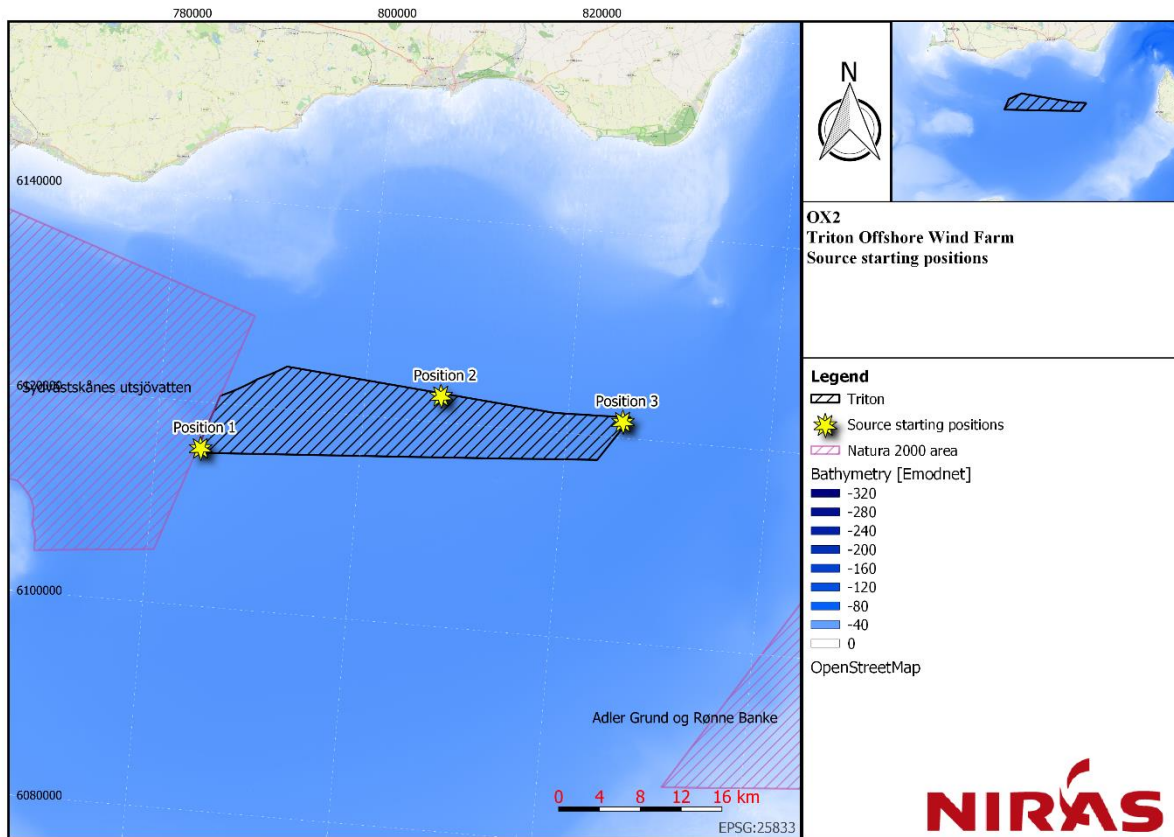 780000
800000
820000
6140000
Sydvästskånes utsjövatten
6120000
Position 1
Position 2
Position 3
6100000
Adler Grund og Rønne Banke
6080000
0 4 8 12 16 km
EPSG:25833
N
OX2
Triton Offshore Wind Farm
Source starting positions
Legend
Triton
Source starting positions
Natura 2000 area
Bathymetry [Emodnet]
-320
-280
-240
-200
-160
-120
-80
-40
0
OpenStreetMap
NIRAS